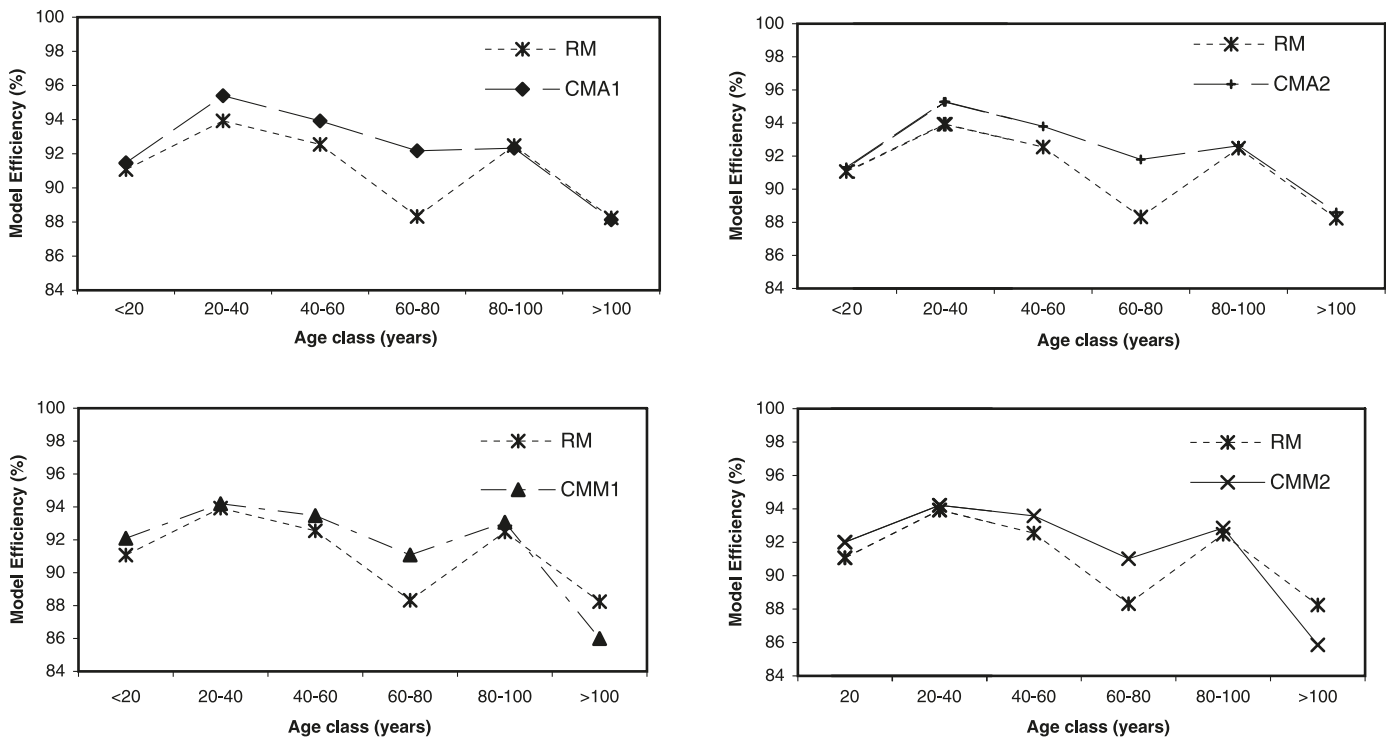 Model Efficiency (%)
100
98
96
94
92
90
88
86
84
RM
CMA1
<20 20-40 40-60 60-80 80-100 >100
Age class (years)
Model Efficiency (%)
100
98
96
94
92
90
88
86
84
RM
CMA2
<20 20-40 40-60 60-80 80-100 >100
Age class (years)
Model Efficiency (%)
100
98
96
94
92
90
88
86
84
RM
CMM1
<20 20-40 40-60 60-80 80-100 >100
Age class (years)
Model Efficiency (%)
100
98
96
94
92
90
88
86
84
RM
CMM2
20 20-40 40-60 60-80 80-100 >100
Age class (years)